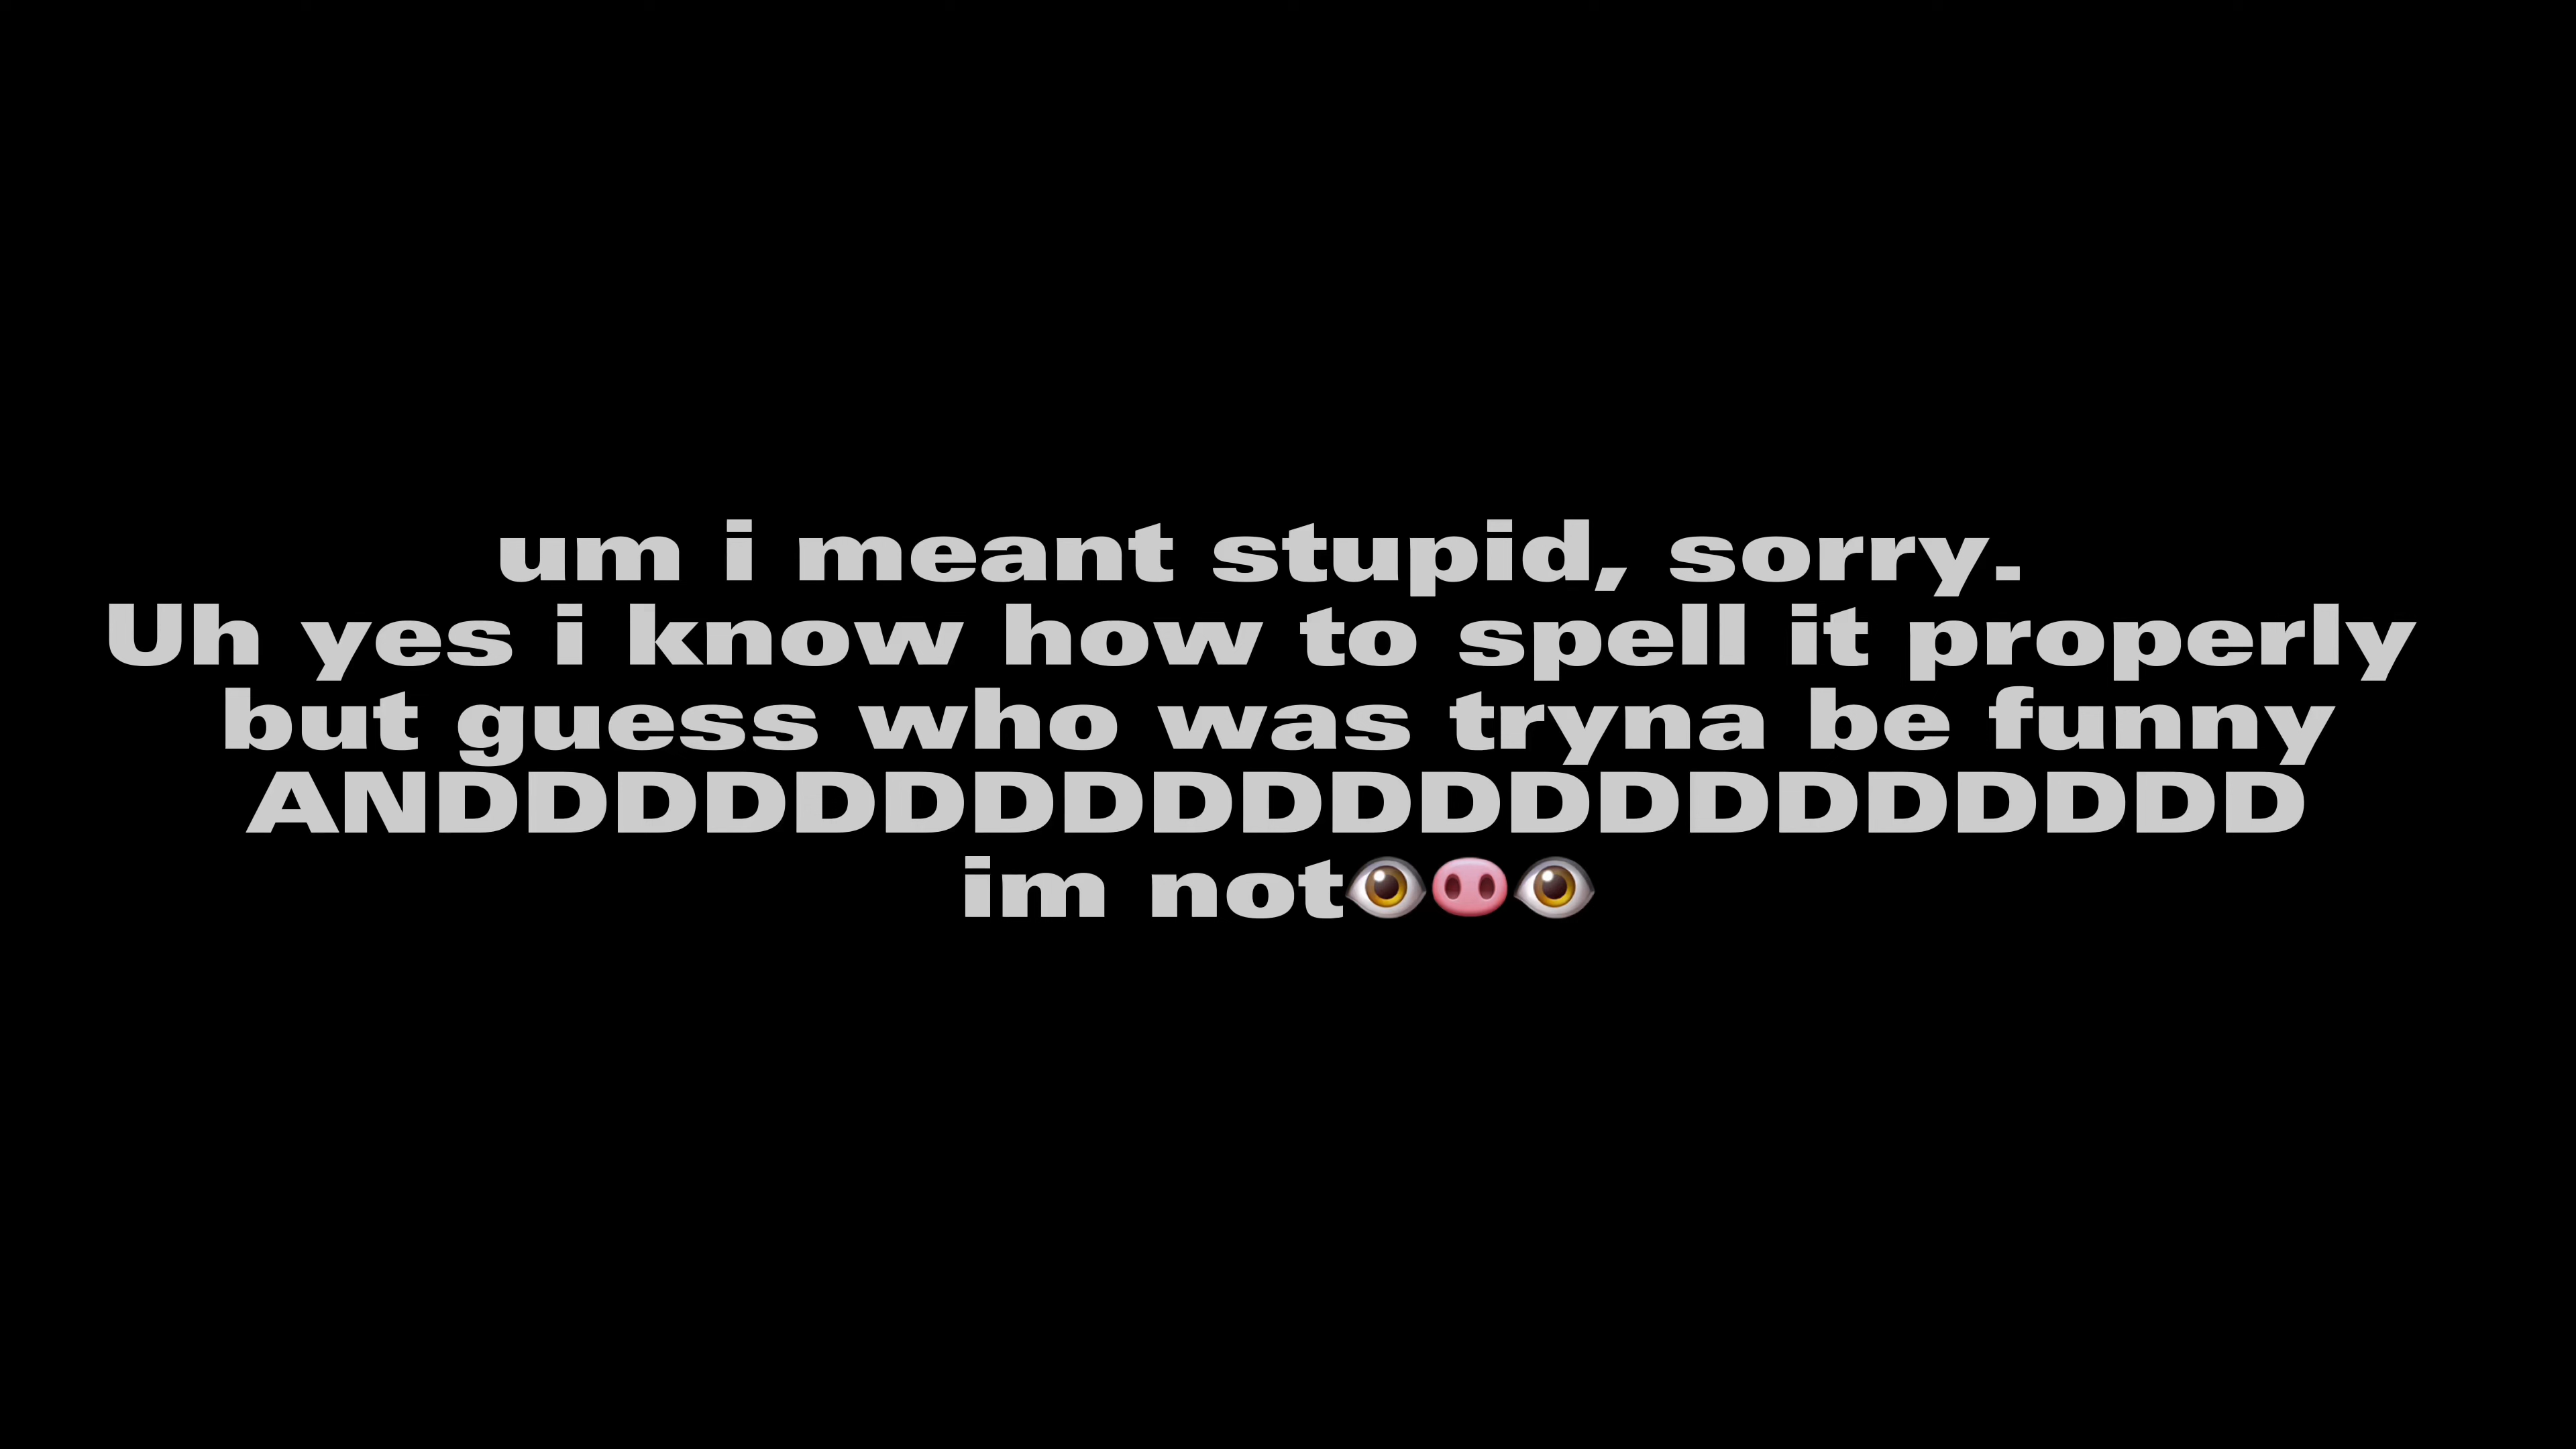 um i meant stupid, sorry.
Uh yes i know how to spell it properly
but guess who was tryna be funny
ANDDDDDDDDDDDDDDDDDDDDD
im not👁🐽👁